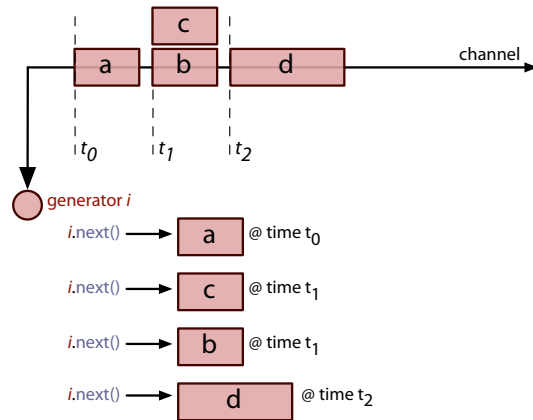 c
a b d channel
t0 t1 t2
generator i
i.next() a @ time t0
i.next() c @ time t1
i.next() b @ time t1
i.next() d @ time t2